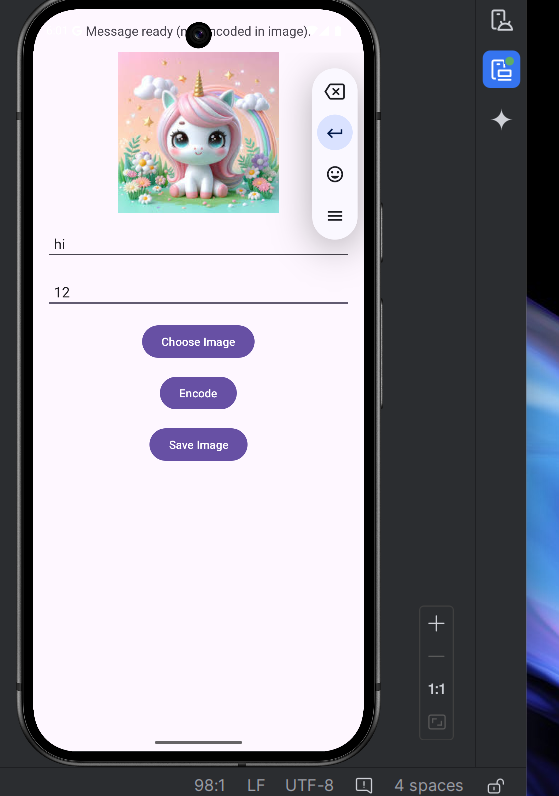 Message ready (n encoded in image).
hi
12
Choose Image
Encode
Save Image
1:1
98:1 LF UTF-8 4 spaces